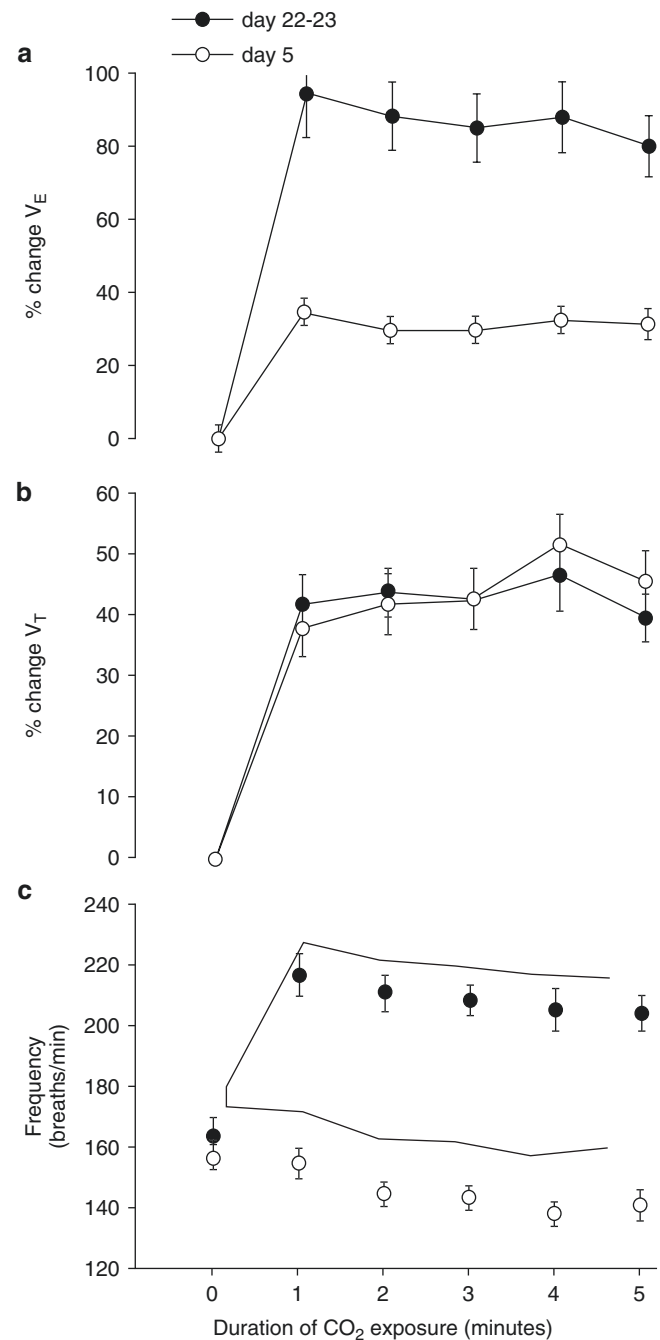 day 22-23
day 5
a
100
80
60
40
20
0
% change V_E
b
60
50
40
30
20
10
0
% change V_T
c
240
220
200
180
160
140
120
Frequency
(breaths/min)
0 1 2 3 4 5
Duration of CO₂ exposure (minutes)